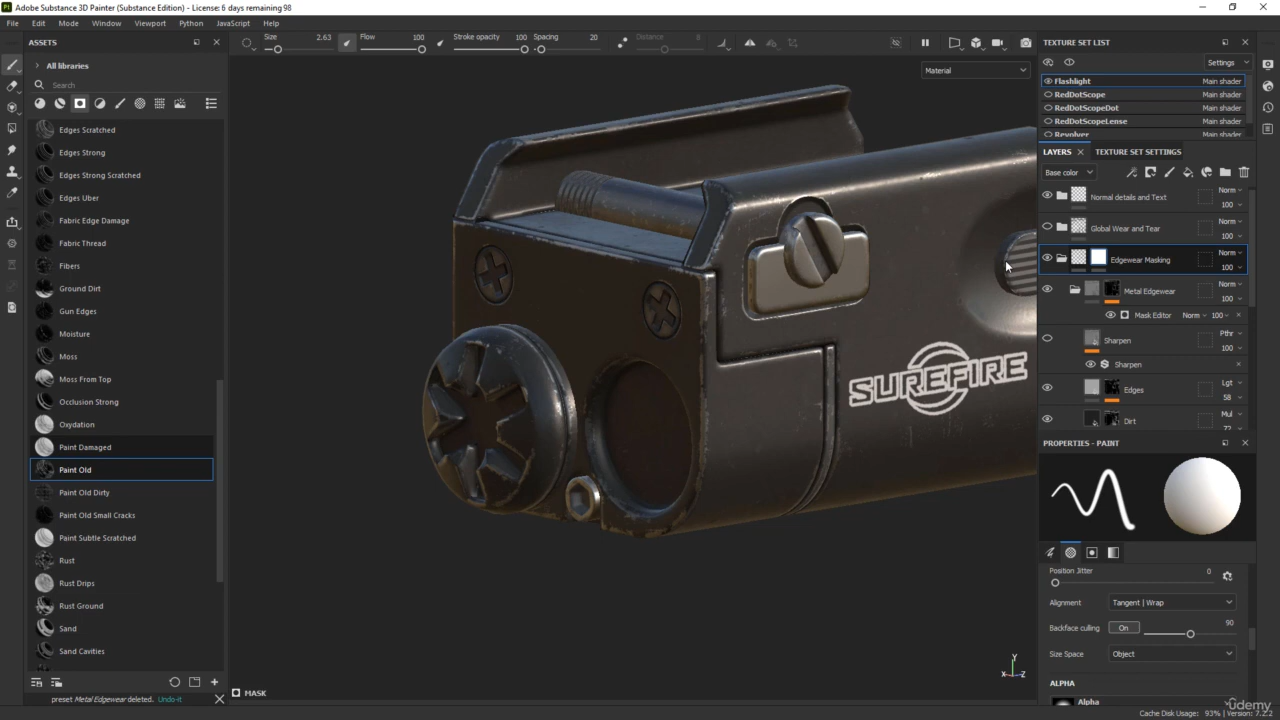 Adobe Substance 3D Painter (Substance Edition) - License: 6 days remaining 98
File Edit Mode Window Viewport Python JavaScript Help
ASSETS
Size 2.63 Flow 100 Stroke opacity 100 Spacing 20 Distance 8
TEXTURE SET LIST
All libraries
Search
Material
Settings
Flashlight Main shader
RedDotScope Main shader
RedDotScopeDot Main shader
RedDotScopeLense Main shader
Revolver Main shader
LAYERS TEXTURE SET SETTINGS
Base color
Edges Scratched
Edges Strong
Edges Strong Scratched
Edges Uber
Fabric Edge Damage
Fabric Thread
Fibers
Ground Dirt
Gun Edges
Moisture
Moss
Moss From Top
Occlusion Strong
Oxydation
Paint Damaged
Paint Old
Paint Old Dirty
Paint Old Small Cracks
Paint Subtle Scratched
Rust
Rust Drips
Rust Ground
Sand
Sand Cavities
Normal details and Text Norm 100
Global Wear and Tear Norm 100
Edgewear Masking Norm 100
Metal Edgewear Norm 100
Mask Editor Norm 100
Sharpen Pthr 100
Sharpen
Edges Lgt 58
Dirt Mul 72
SUREFIRE
PROPERTIES - PAINT
Position Jitter 0
Alignment Tangent | Wrap
Backface culling On 90
Size Space Object
ALPHA
Alpha
Y
X Z
MASK
preset Metal Edgewear deleted. Undo-it
udemy
Cache Disk Usage: 93% | Version: 7.2.2